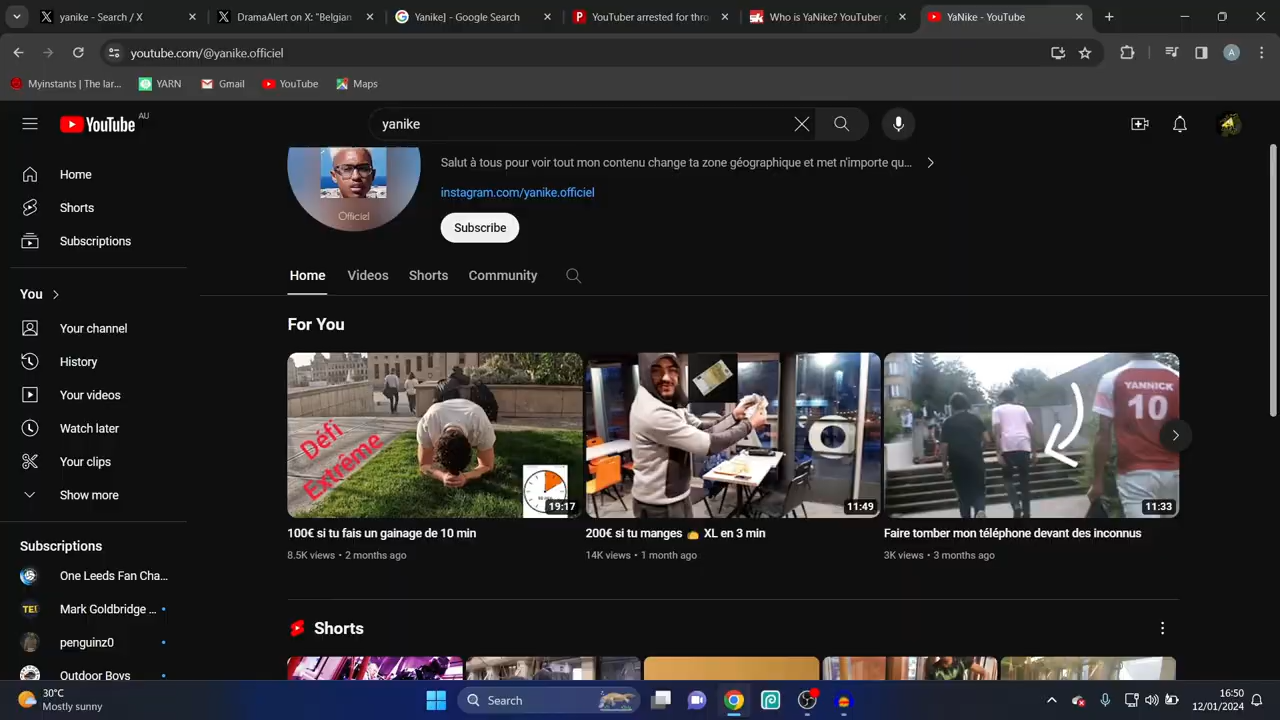 yanike - Search / X
DramaAlert on X: "Belgian
Yanike] - Google Search
YouTuber arrested for thro
Who is YaNike? YouTuber g
YaNike - YouTube
youtube.com/@yanike.officiel
Myinstants | The lar...
YARN
Gmail
YouTube
Maps
YouTube AU
yanike
Salut à tous pour voir tout mon contenu change ta zone géographique et met n'importe qu...
instagram.com/yanike.officiel
Officiel
Subscribe
Home
Videos
Shorts
Community
Home
Shorts
Subscriptions
You
Your channel
History
Your videos
Watch later
Your clips
Show more
Subscriptions
One Leeds Fan Cha...
TE!
Mark Goldbridge ...
penguinz0
Outdoor Boys
For You
Défi
Extrême
19:17
100€ si tu fais un gainage de 10 min
8.5K views • 2 months ago
11:49
200€ si tu manges 🌮 XL en 3 min
14K views • 1 month ago
YANNICK
10
11:33
Faire tomber mon téléphone devant des inconnus
3K views • 3 months ago
Shorts
30°C
Mostly sunny
Search
16:50
12/01/2024